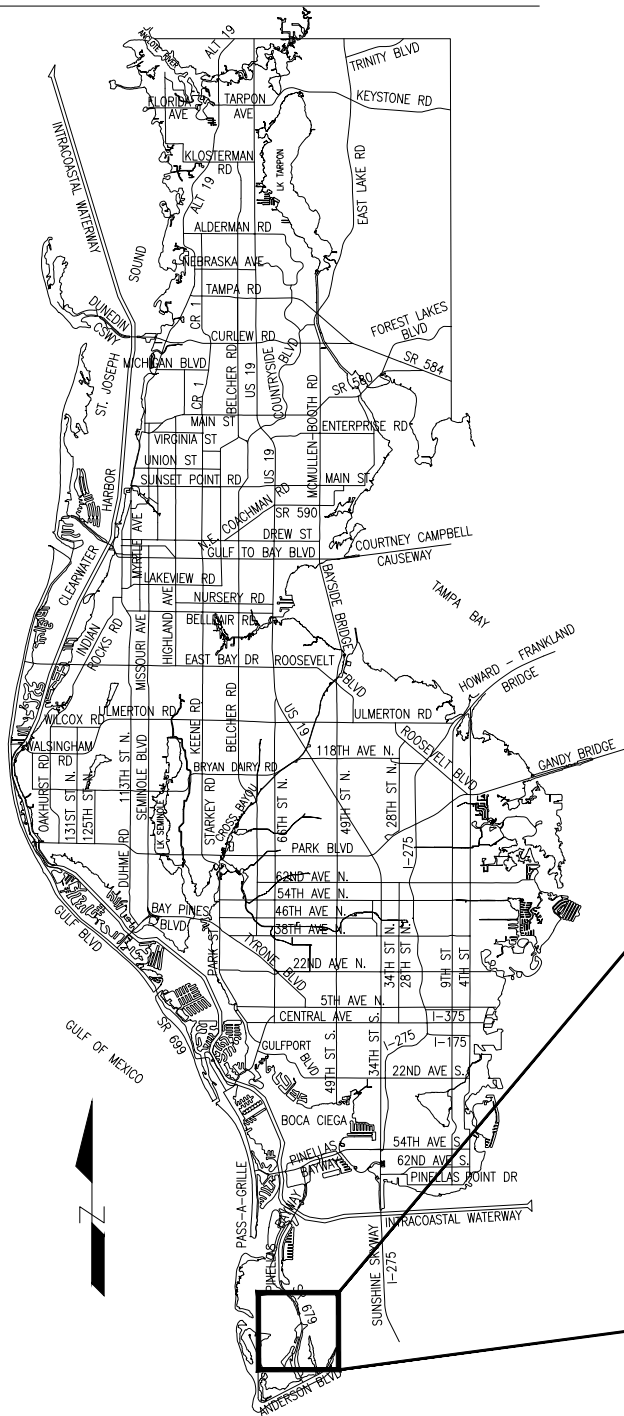 ALT 19
ANCLOTE RIVER
TRINITY BLVD
FLORIDA AVE
TARPON AVE
KEYSTONE RD
INTRACOASTAL WATERWAY
KLOSTERMAN RD
LK TARPON
EAST LAKE RD
ALT 19
ALDERMAN RD
SOUND
NEBRASKA AVE
TAMPA RD
DUNEDIN CSWY
CR 1
CURLEW RD
FOREST LAKES BLVD
MICHIGAN BLVD
SR 584
ST. JOSEPH
CR 1
BELCHER RD
US 19
COUNTRYSIDE BLVD
MCMULLEN-BOOTH RD
SR 580
MAIN ST
ENTERPRISE RD
VIRGINIA ST
UNION ST
US 19
SUNSET POINT RD
MAIN ST
HARBOR
N.E. COACHMAN RD
SR 590
MYRTLE AVE
DREW ST
COURTNEY CAMPBELL CAUSEWAY
GULF TO BAY BLVD
CLEARWATER
LAKEVIEW RD
BAYSIDE BRIDGE
TAMPA BAY
NURSERY RD
INDIAN ROCKS RD
MISSOURI AVE
HIGHLAND AVE
BELLEAIR RD
EAST BAY DR
ROOSEVELT BLVD
HOWARD - FRANKLAND BRIDGE
WILCOX RD
ULMERTON RD
KEENE RD
BELCHER RD
US 19
ULMERTON RD
ROOSEVELT BLVD
WALSINGHAM RD
118TH AVE N.
GANDY BRIDGE
OAKHURST RD
131ST ST N.
125TH ST N.
113TH ST N.
SEMINOLE BLVD
BRYAN DAIRY RD
LK SEMINOLE
STARKEY RD
CROSS BAYOU
66TH ST N.
49TH ST N.
28TH ST N.
I-275
DUHME RD
PARK BLVD
62ND AVE N.
54TH AVE N.
BAY PINES BLVD
46TH AVE N.
38TH AVE N.
GULF BLVD
PARK ST
TYRONE BLVD
22ND AVE N.
34TH ST N.
28TH ST N.
9TH ST
4TH ST
5TH AVE N.
SR 699
CENTRAL AVE
I-375
GULF OF MEXICO
GULFPORT BLVD
49TH ST S.
34TH ST S.
I-275
I-175
22ND AVE S.
BOCA CIEGA
PINELLAS BAYWAY
54TH AVE S.
62ND AVE S.
PINELLAS POINT DR
PASS-A-GRILLE
N
PINELLAS BAYWAY
INTRACOASTAL WATERWAY
SUNSHINE SKYWAY
I-275
SR 679
ANDERSON BLVD